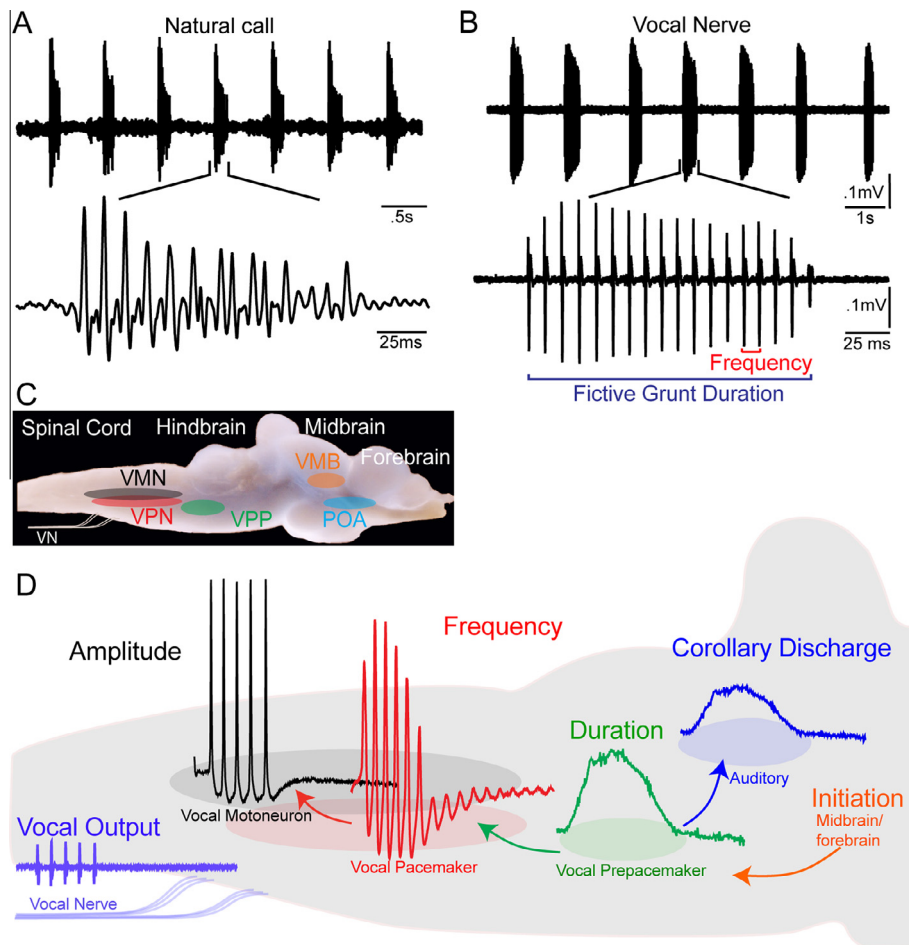 A
Natural call
.5s
25ms
B
Vocal Nerve
.1mV
1s
.1mV
25 ms
Frequency
Fictive Grunt Duration
C
Spinal Cord
Hindbrain
Midbrain
Forebrain
VMN
VMB
VPN
VPP
POA
VN
D
Amplitude
Frequency
Corollary Discharge
Duration
Auditory
Initiation
Midbrain/
forebrain
Vocal Motoneuron
Vocal Pacemaker
Vocal Prepacemaker
Vocal Output
Vocal Nerve